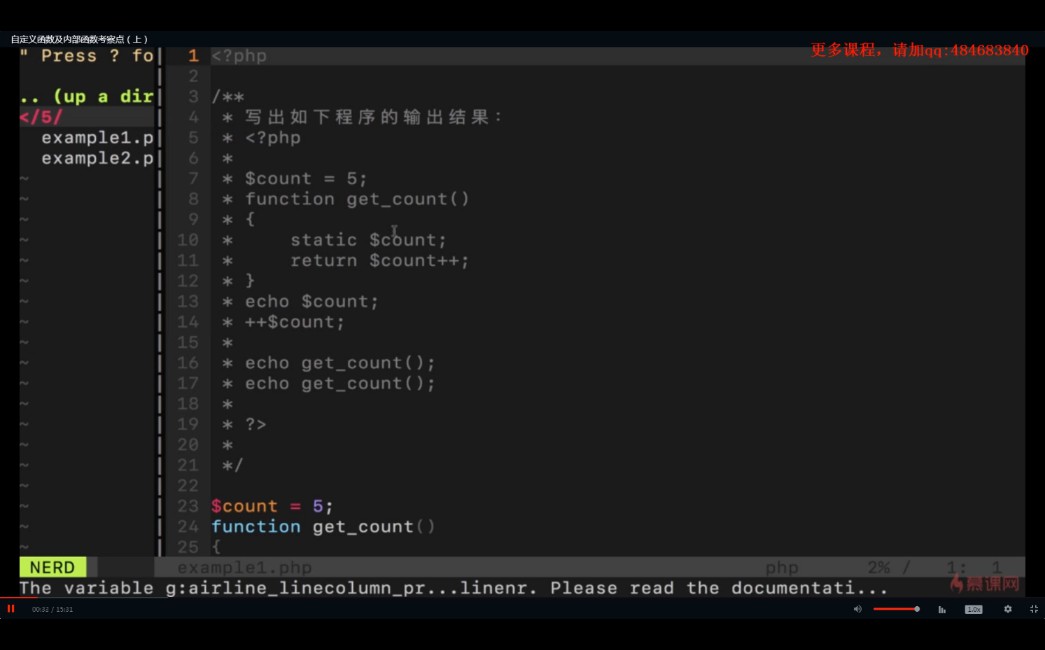 自定义函数及内部函数考察点（上）
更多课程，请加qq:484683840
" Press ? fo
.. (up a dir
</5/
example1.p
example2.p
1 <?php
2
3 /**
4 * 写出如下程序的输出结果：
5 * <?php
6 *
7 * $count = 5;
8 * function get_count()
9 * {
10 *     static $count;
11 *     return $count++;
12 * }
13 * echo $count;
14 * ++$count;
15 *
16 * echo get_count();
17 * echo get_count();
18 *
19 * ?>
20 *
21 */
22
23 $count = 5;
24 function get_count()
25 {
NERD example1.php php 2% / 1: 1
The variable g:airline_linecolumn_pr...linenr. Please read the documentati...
慕课网
00:32 / 15:31 1.0x